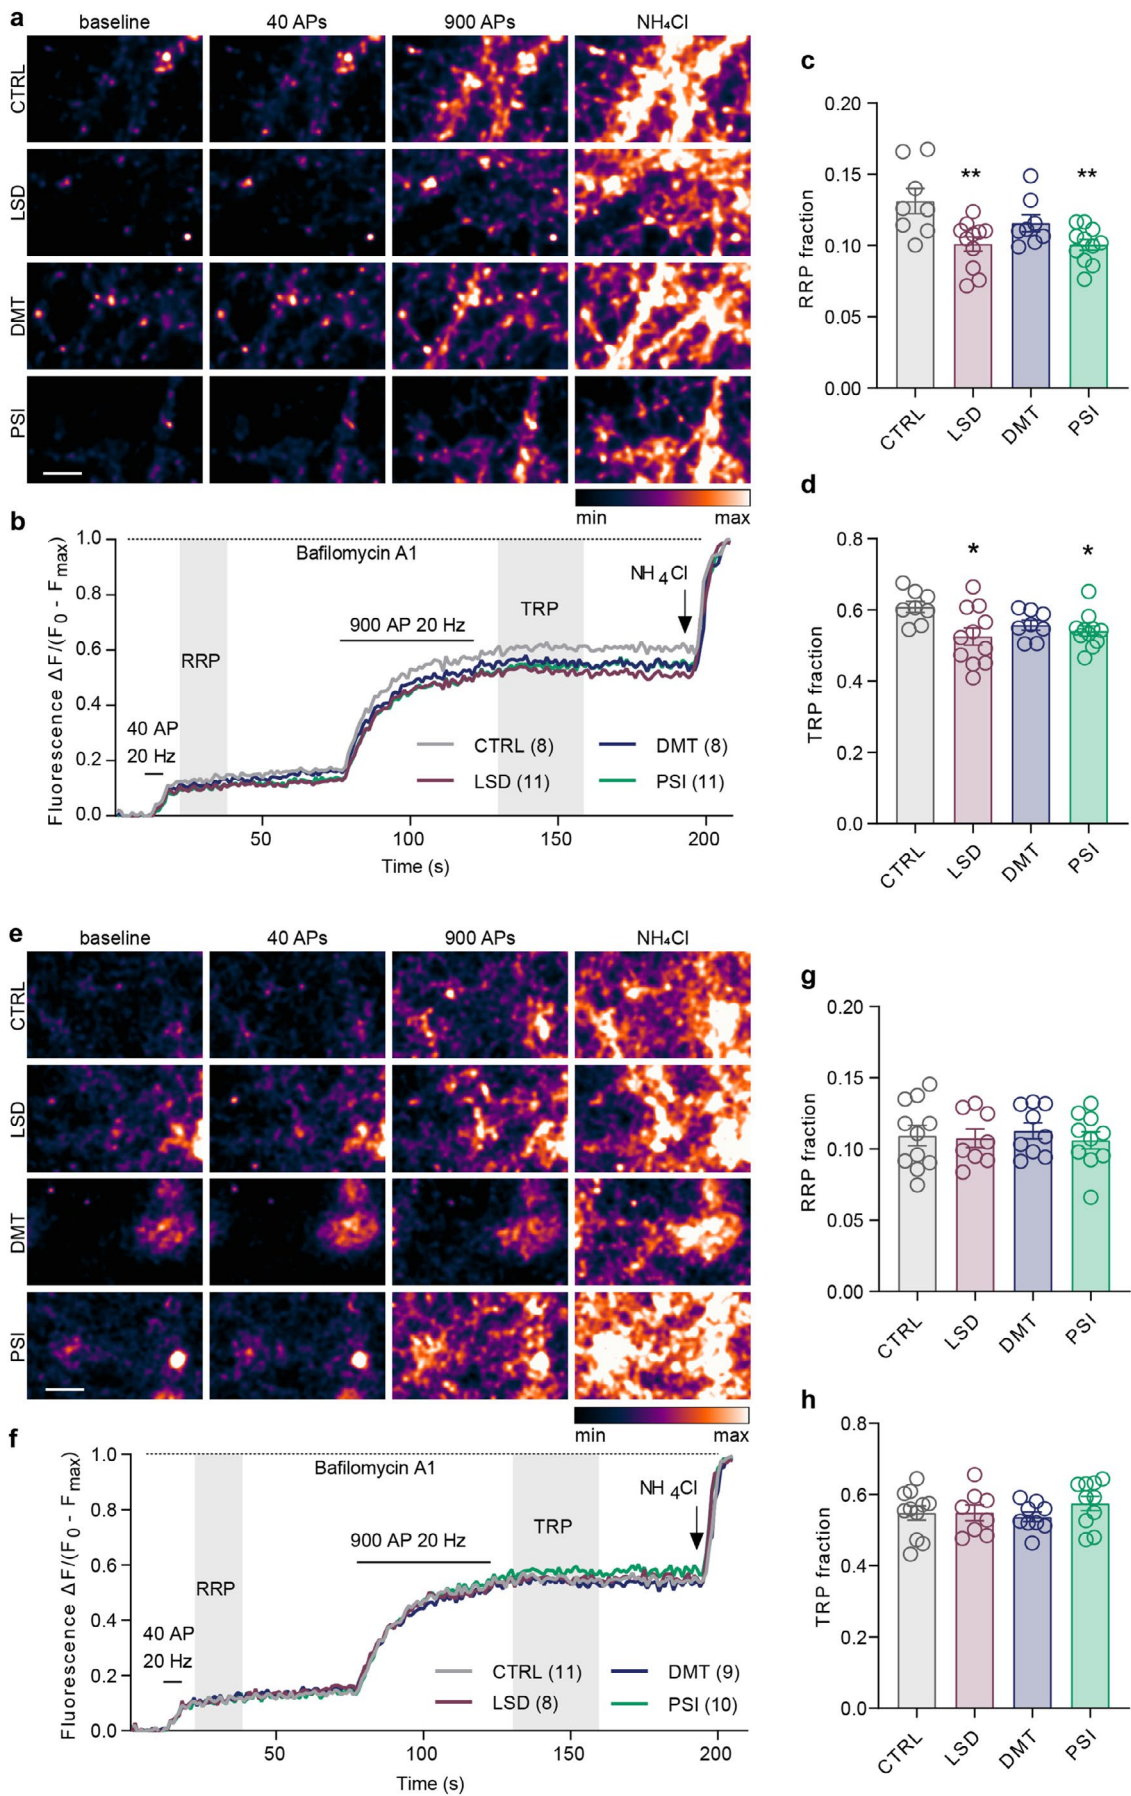 a
baseline 40 APs 900 APs NH₄Cl
CTRL
LSD
DMT
PSI
min max
b
Fluorescence ΔF/(F₀ - Fₘₐₓ)
1.0
0.8
0.6
0.4
0.2
0.0
Bafilomycin A1
NH ₄Cl
900 AP 20 Hz
TRP
RRP
40 AP
20 Hz
CTRL (8) DMT (8)
LSD (11) PSI (11)
50 100 150 200
Time (s)
c
RRP fraction
0.20
0.15
0.10
0.05
0.00
** **
CTRL LSD DMT PSI
d
TRP fraction
0.8
0.6
0.4
0.2
0.0
* *
CTRL LSD DMT PSI
e
baseline 40 APs 900 APs NH₄Cl
CTRL
LSD
DMT
PSI
min max
f
Fluorescence ΔF/(F₀ - Fₘₐₓ)
1.0
0.8
0.6
0.4
0.2
0.0
Bafilomycin A1
NH ₄Cl
900 AP 20 Hz
TRP
RRP
40 AP
20 Hz
CTRL (11) DMT (9)
LSD (8) PSI (10)
50 100 150 200
Time (s)
g
RRP fraction
0.20
0.15
0.10
0.05
0.00
CTRL LSD DMT PSI
h
TRP fraction
0.8
0.6
0.4
0.2
0.0
CTRL LSD DMT PSI